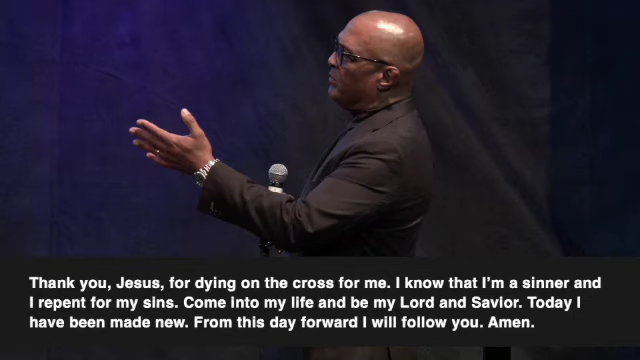 Thank you, Jesus, for dying on the cross for me. I know that I'm a sinner and
I repent for my sins. Come into my life and be my Lord and Savior. Today I
have been made new. From this day forward I will follow you. Amen.